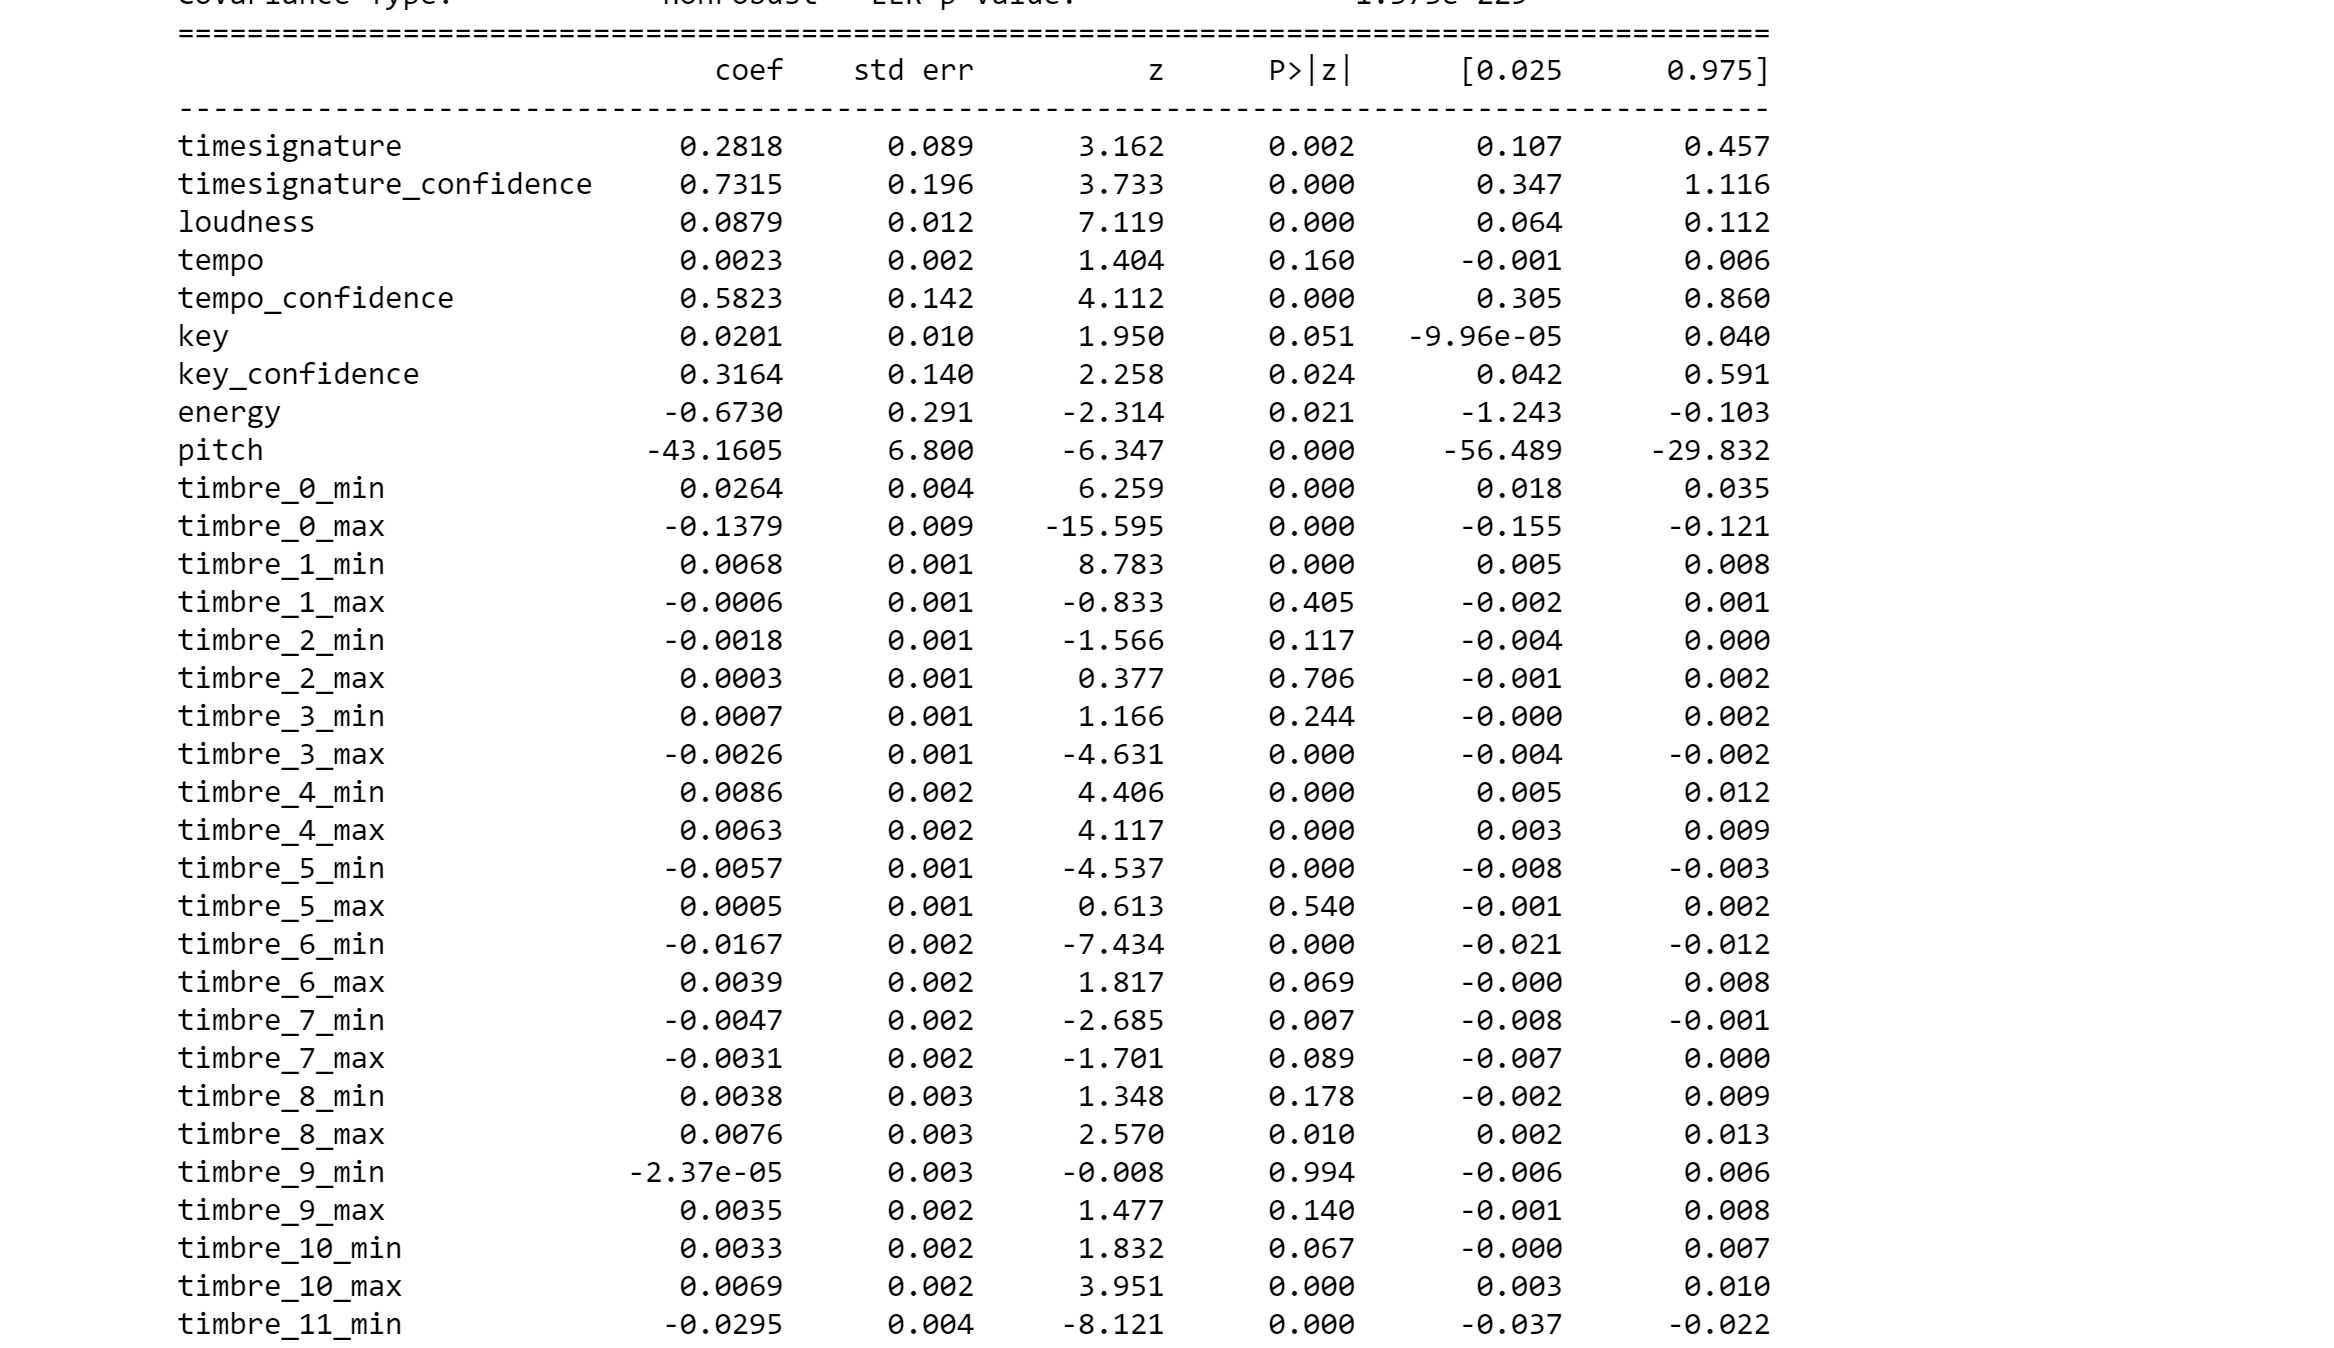 Covariance Type: nonrobust LLR p-value: 1.373e-229
==============================================================================================
coef std err z P>|z| [0.025 0.975]
----------------------------------------------------------------------------------------------
timesignature 0.2818 0.089 3.162 0.002 0.107 0.457
timesignature_confidence 0.7315 0.196 3.733 0.000 0.347 1.116
loudness 0.0879 0.012 7.119 0.000 0.064 0.112
tempo 0.0023 0.002 1.404 0.160 -0.001 0.006
tempo_confidence 0.5823 0.142 4.112 0.000 0.305 0.860
key 0.0201 0.010 1.950 0.051 -9.96e-05 0.040
key_confidence 0.3164 0.140 2.258 0.024 0.042 0.591
energy -0.6730 0.291 -2.314 0.021 -1.243 -0.103
pitch -43.1605 6.800 -6.347 0.000 -56.489 -29.832
timbre_0_min 0.0264 0.004 6.259 0.000 0.018 0.035
timbre_0_max -0.1379 0.009 -15.595 0.000 -0.155 -0.121
timbre_1_min 0.0068 0.001 8.783 0.000 0.005 0.008
timbre_1_max -0.0006 0.001 -0.833 0.405 -0.002 0.001
timbre_2_min -0.0018 0.001 -1.566 0.117 -0.004 0.000
timbre_2_max 0.0003 0.001 0.377 0.706 -0.001 0.002
timbre_3_min 0.0007 0.001 1.166 0.244 -0.000 0.002
timbre_3_max -0.0026 0.001 -4.631 0.000 -0.004 -0.002
timbre_4_min 0.0086 0.002 4.406 0.000 0.005 0.012
timbre_4_max 0.0063 0.002 4.117 0.000 0.003 0.009
timbre_5_min -0.0057 0.001 -4.537 0.000 -0.008 -0.003
timbre_5_max 0.0005 0.001 0.613 0.540 -0.001 0.002
timbre_6_min -0.0167 0.002 -7.434 0.000 -0.021 -0.012
timbre_6_max 0.0039 0.002 1.817 0.069 -0.000 0.008
timbre_7_min -0.0047 0.002 -2.685 0.007 -0.008 -0.001
timbre_7_max -0.0031 0.002 -1.701 0.089 -0.007 0.000
timbre_8_min 0.0038 0.003 1.348 0.178 -0.002 0.009
timbre_8_max 0.0076 0.003 2.570 0.010 0.002 0.013
timbre_9_min -2.37e-05 0.003 -0.008 0.994 -0.006 0.006
timbre_9_max 0.0035 0.002 1.477 0.140 -0.001 0.008
timbre_10_min 0.0033 0.002 1.832 0.067 -0.000 0.007
timbre_10_max 0.0069 0.002 3.951 0.000 0.003 0.010
timbre_11_min -0.0295 0.004 -8.121 0.000 -0.037 -0.022